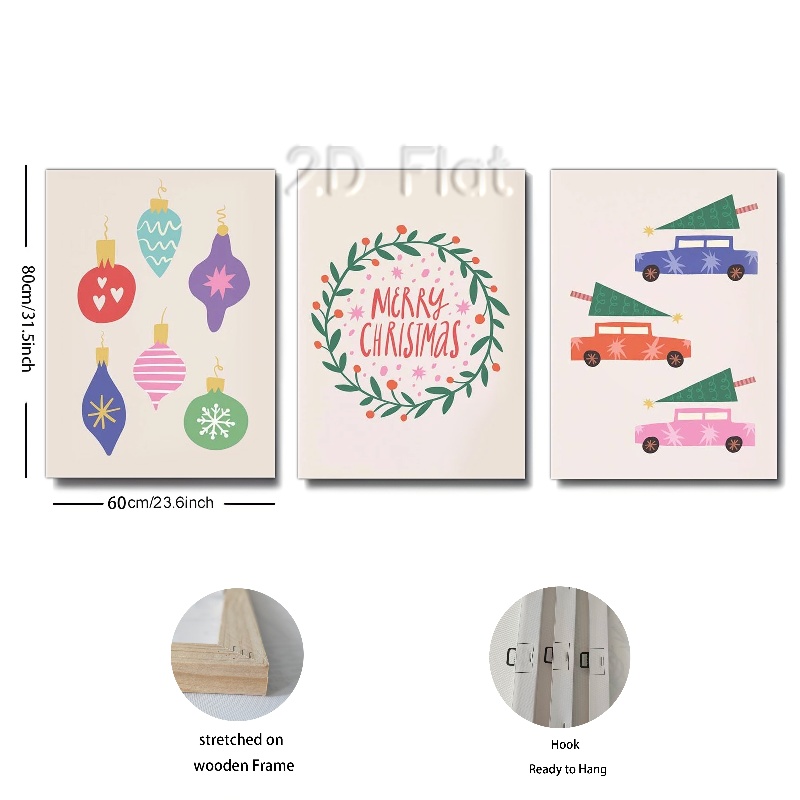 2D Flat
MERRY
CHRISTMAS
80cm/31.5inch
60cm/23.6inch
stretched on
wooden Frame
Hook
Ready to Hang